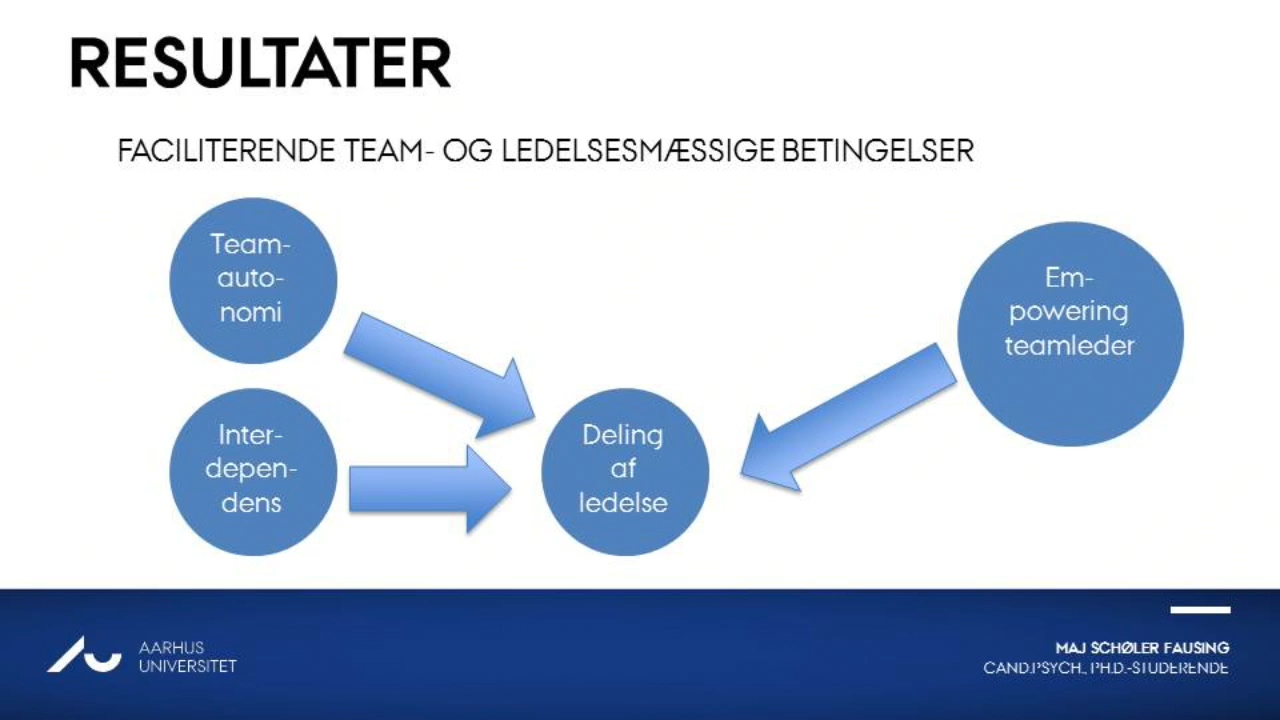 RESULTATER
FACILITERENDE TEAM- OG LEDELSESMÆSSIGE BETINGELSER
Team-
auto-
nomi
Inter-
depen-
dens
Deling
af
ledelse
Em-
powering
teamleder
AARHUS
UNIVERSITET
MAJ SCHØLER FAUSING
CAND.PSYCH., PH.D.-STUDERENDE